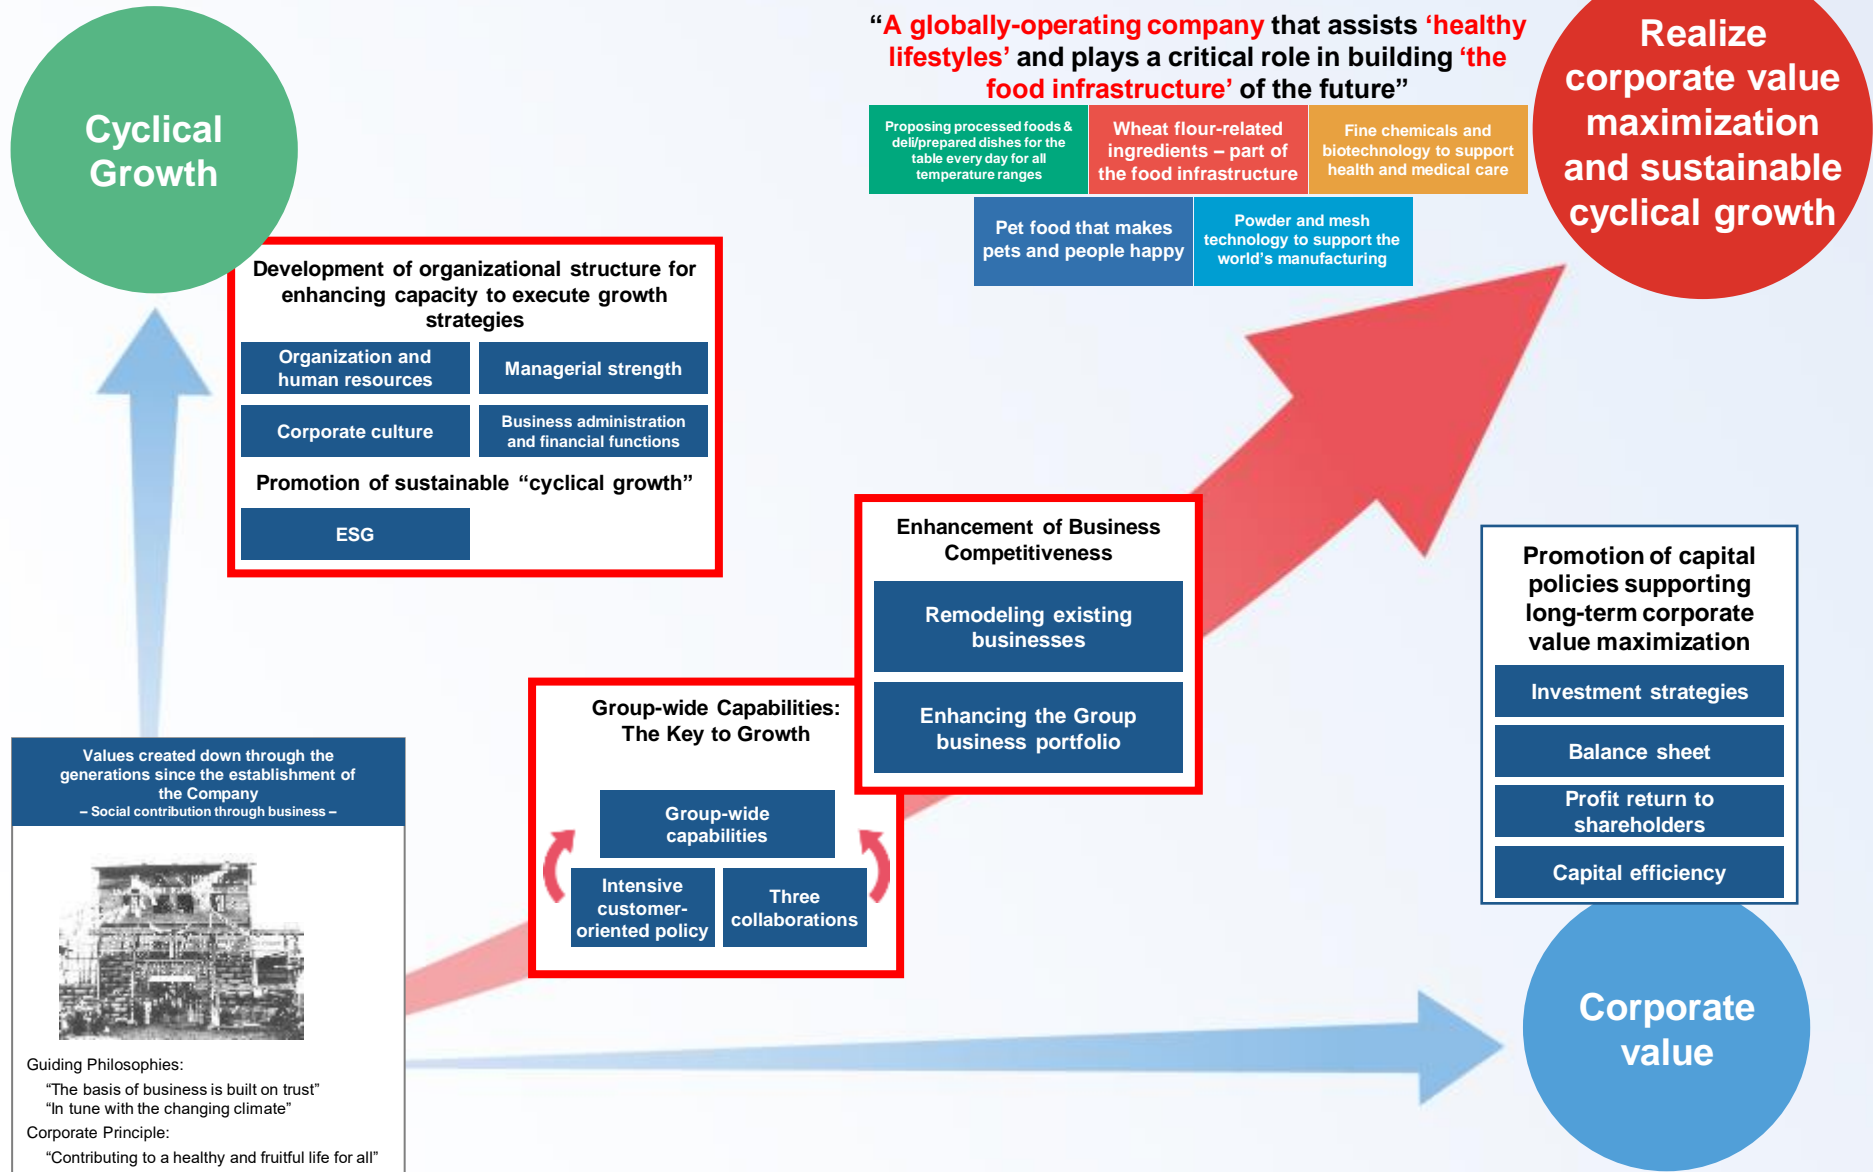 Cyclical
Growth
“A globally-operating company that assists ‘healthy
lifestyles’ and plays a critical role in building ‘the
food infrastructure’ of the future”
Proposing processed foods &
deli/prepared dishes for the
table every day for all
temperature ranges
Wheat flour-related
ingredients – part of
the food infrastructure
Fine chemicals and
biotechnology to support
health and medical care
Pet food that makes
pets and people happy
Powder and mesh
technology to support the
world’s manufacturing
Realize
corporate value
maximization
and sustainable
cyclical growth
Development of organizational structure for
enhancing capacity to execute growth
strategies
Organization and
human resources
Managerial strength
Corporate culture
Business administration
and financial functions
Promotion of sustainable “cyclical growth”
ESG
Enhancement of Business
Competitiveness
Remodeling existing
businesses
Enhancing the Group
business portfolio
Group-wide Capabilities:
The Key to Growth
Group-wide
capabilities
Intensive
customer-
oriented policy
Three
collaborations
Promotion of capital
policies supporting
long-term corporate
value maximization
Investment strategies
Balance sheet
Profit return to
shareholders
Capital efficiency
Corporate
value
Values created down through the
generations since the establishment of
the Company
– Social contribution through business –
Guiding Philosophies:
“The basis of business is built on trust”
“In tune with the changing climate”
Corporate Principle:
“Contributing to a healthy and fruitful life for all”